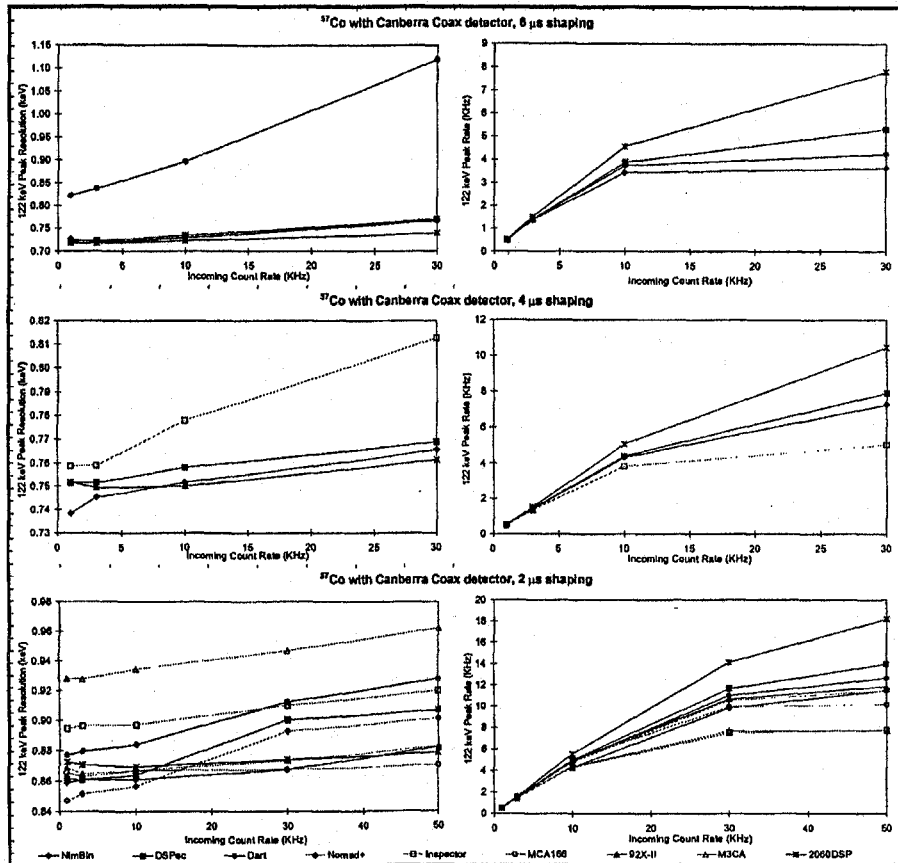 57Co with Canberra Coax detector, 6 µs shaping
122 keV Peak Resolution (keV)
1.15
1.10
1.05
1.00
0.95
0.90
0.85
0.80
0.75
0.70
0 5 10 15 20 25 30
Incoming Count Rate (KHz)
122 keV Peak Rate (KHz)
9
8
7
6
5
4
3
2
1
0
0 5 10 15 20 25 30
Incoming Count Rate (KHz)
57Co with Canberra Coax detector, 4 µs shaping
122 keV Peak Resolution (keV)
0.82
0.81
0.80
0.79
0.78
0.77
0.76
0.75
0.74
0.73
0 5 10 15 20 25 30
Incoming Count Rate (KHz)
122 keV Peak Rate [KHz)
12
10
8
6
4
2
0
0 5 10 15 20 25 30
Incoming Count Rate (KHz)
57Co with Canberra Coax detector, 2 µs shaping
122 keV Peak Resolution (keV)
0.98
0.96
0.94
0.92
0.90
0.88
0.86
0.84
0 10 20 30 40 50
122 keV Peak Rate (KHz)
20
18
16
14
12
10
8
6
4
2
0
0 10 20 30 40 50
NimBin DSPec Dart Nomad+ Inspector MCA166 92X-II M3CA 2060DSP